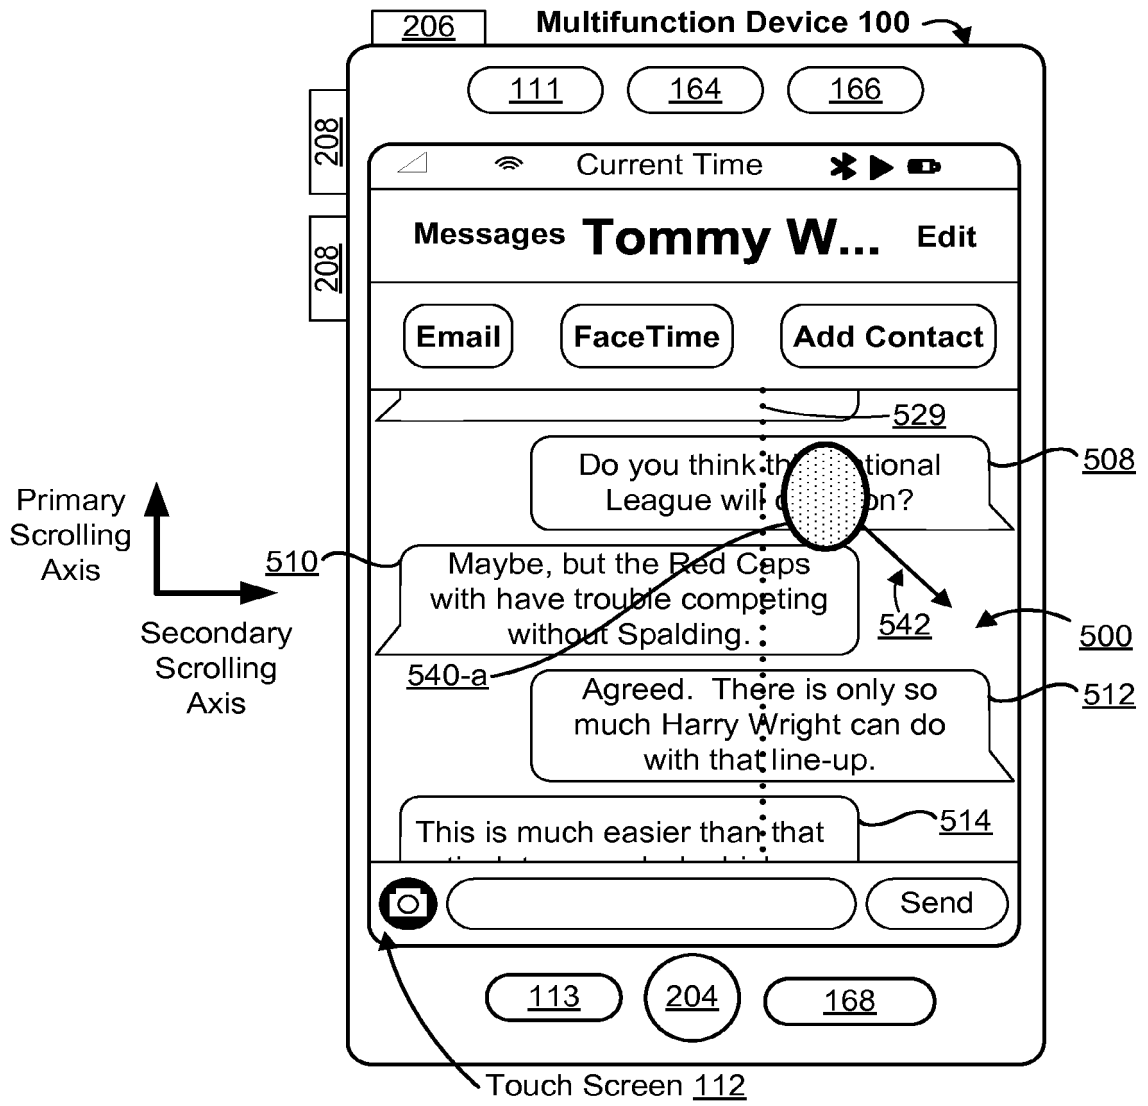 206
Multifunction Device 100
111
164
166
208
208
Current Time
Messages
Tommy W...
Edit
Email
FaceTime
Add Contact
529
Do you think th tional
League will on?
508
Primary
Scrolling
Axis
Secondary
Scrolling
Axis
510
Maybe, but the Red Caps
with have trouble competing
without Spalding.
542
500
540-a
Agreed. There is only so
much Harry Wright can do
with that line-up.
512
This is much easier than that
514
Send
113
204
168
Touch Screen 112